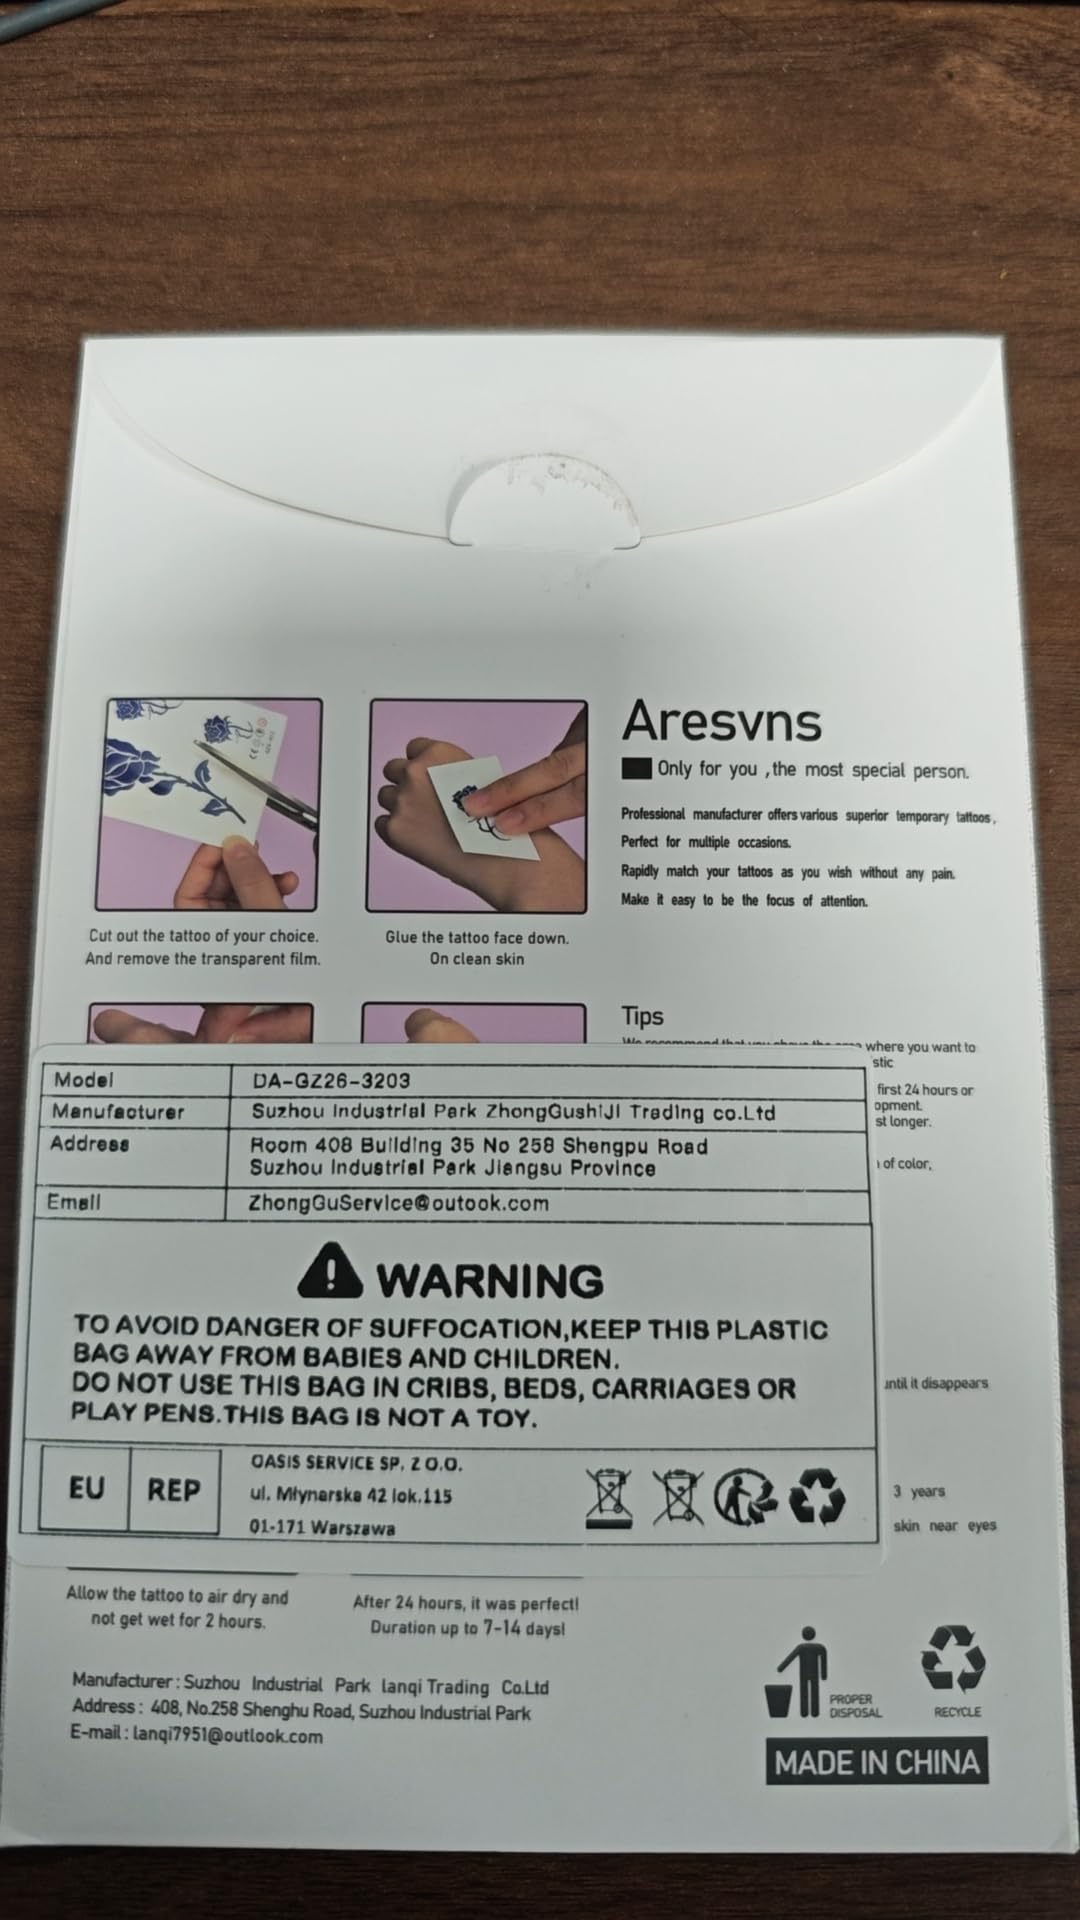 Aresvns
Only for you ,the most special person.
Professional manufacturer offers various superior temporary tattoos,
Perfect for multiple occasions.
Rapidly match your tattoos as you wish without any pain.
Make it easy to be the focus of attention.
Cut out the tattoo of your choice.
And remove the transparent film.
Glue the tattoo face down.
On clean skin
Tips
where you want to
stic
first 24 hours or
opment.
st longer.
of color,
until it disappears
3 years
skin near eyes
Model DA-GZ26-3203
Manufacturer Suzhou Industrial Park ZhongGushiJi Trading co.Ltd
Address Room 408 Building 35 No 258 Shengpu Road
Suzhou Industrial Park Jiangsu Province
Email ZhongGuService@outook.com
WARNING
TO AVOID DANGER OF SUFFOCATION,KEEP THIS PLASTIC
BAG AWAY FROM BABIES AND CHILDREN.
DO NOT USE THIS BAG IN CRIBS, BEDS, CARRIAGES OR
PLAY PENS.THIS BAG IS NOT A TOY.
EU REP
OASIS SERVICE SP. Z O.O.
ul. Młynarska 42 lok.115
01-171 Warszawa
Allow the tattoo to air dry and
not get wet for 2 hours.
After 24 hours, it was perfect!
Duration up to 7-14 days!
Manufacturer: Suzhou Industrial Park lanqi Trading Co.Ltd
Address: 408, No.258 Shenghu Road, Suzhou Industrial Park
E-mail: lanqi7951@outlook.com
PROPER
DISPOSAL
RECYCLE
MADE IN CHINA